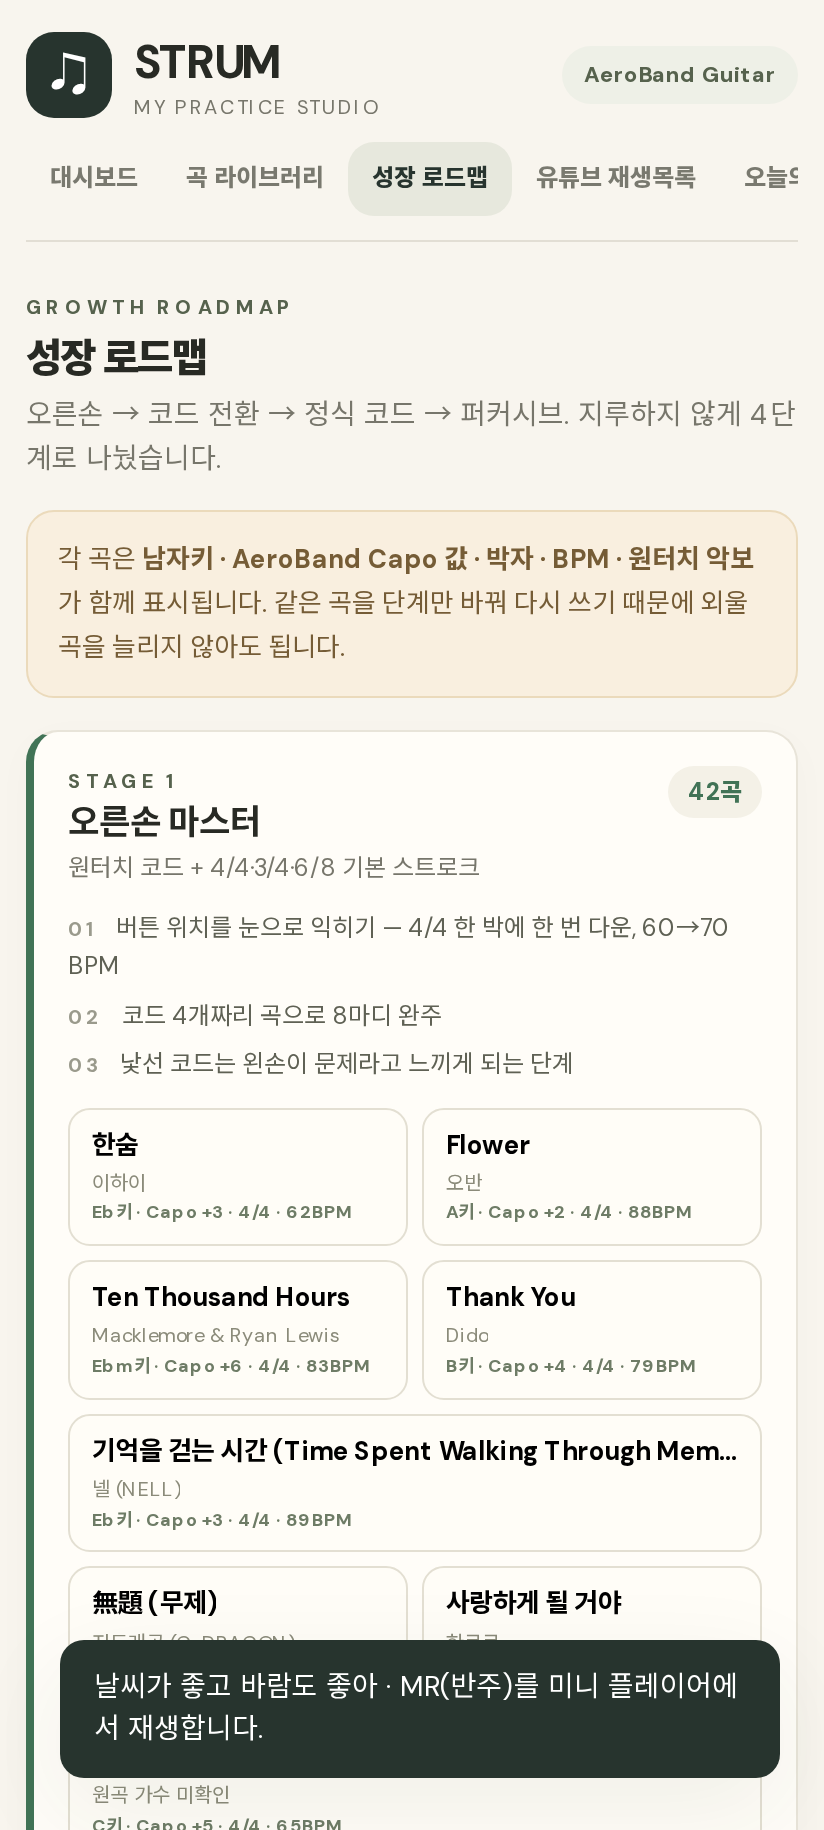 STRUM
MY PRACTICE STUDIO
AeroBand Guitar
대시보드 곡 라이브러리 성장 로드맵 유튜브 재생목록 오늘의
GROWTH ROADMAP
성장 로드맵
오른손 → 코드 전환 → 정식 코드 → 퍼커시브. 지루하지 않게 4단
계로 나눴습니다.
각 곡은 남자키 · AeroBand Capo 값 · 박자 · BPM · 원터치 악보
가 함께 표시됩니다. 같은 곡을 단계만 바꿔 다시 쓰기 때문에 외울
곡을 늘리지 않아도 됩니다.
STAGE 1
42곡
오른손 마스터
원터치 코드 + 4/4·3/4·6/8 기본 스트로크
01 버튼 위치를 눈으로 익히기 — 4/4 한 박에 한 번 다운, 60→70
BPM
02 코드 4개짜리 곡으로 8마디 완주
03 낯선 코드는 왼손이 문제라고 느끼게 되는 단계
한숨
이하이
Eb키 · Capo +3 · 4/4 · 62BPM
Flower
오반
A키 · Capo +2 · 4/4 · 88BPM
Ten Thousand Hours
Macklemore & Ryan Lewis
Ebm키 · Capo +6 · 4/4 · 83BPM
Thank You
Dido
B키 · Capo +4 · 4/4 · 79BPM
기억을 걷는 시간 (Time Spent Walking Through Mem...
넬 (NELL)
Eb키 · Capo +3 · 4/4 · 89BPM
無題 (무제)
사랑하게 될 거야
날씨가 좋고 바람도 좋아 · MR(반주)를 미니 플레이어에
서 재생합니다.
원곡 가수 미확인
C키 · Capo +5 · 4/4 · 65BPM